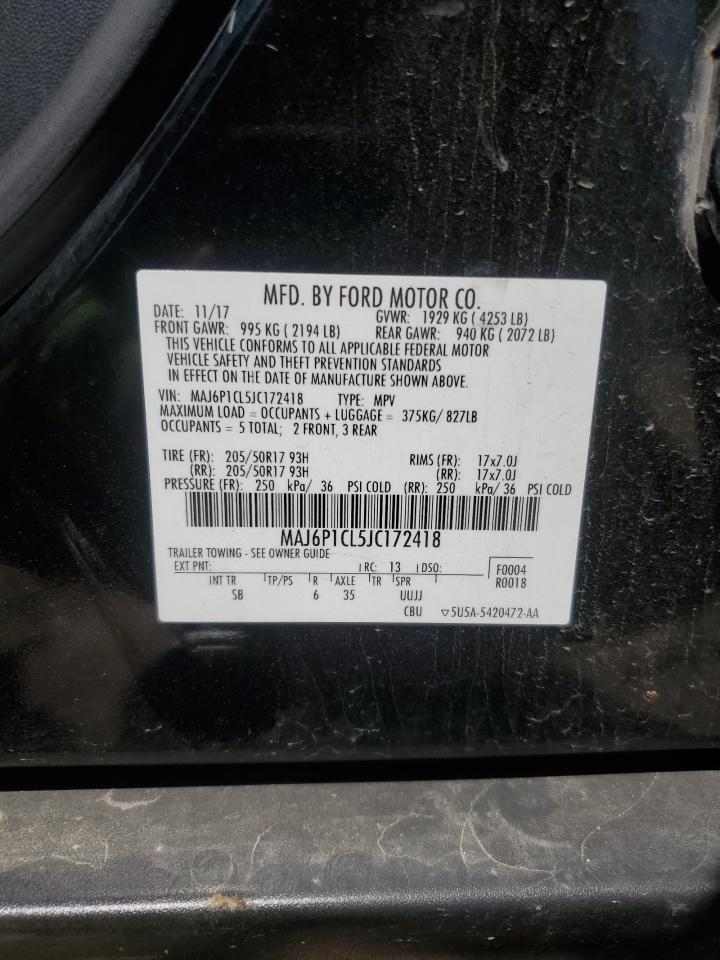 MFD. BY FORD MOTOR CO.
DATE: 11/17 GVWR: 1929 KG ( 4253 LB)
FRONT GAWR: 995 KG ( 2194 LB) REAR GAWR: 940 KG ( 2072 LB)
THIS VEHICLE CONFORMS TO ALL APPLICABLE FEDERAL MOTOR
VEHICLE SAFETY AND THEFT PREVENTION STANDARDS
IN EFFECT ON THE DATE OF MANUFACTURE SHOWN ABOVE.
VIN: MAJ6P1CL5JC172418 TYPE: MPV
MAXIMUM LOAD = OCCUPANTS + LUGGAGE = 375KG/ 827LB
OCCUPANTS = 5 TOTAL; 2 FRONT, 3 REAR
TIRE (FR): 205/50R17 93H RIMS (FR): 17x7.0J
(RR): 205/50R17 93H (RR): 17x7.0J
PRESSURE (FR): 250 kPa/ 36 PSI COLD (RR): 250 kPa/ 36 PSI COLD
MAJ6P1CL5JC172418
TRAILER TOWING - SEE OWNER GUIDE
EXT PNT: RC: 13 DSO: F0004
INT TR TP/PS R AXLE TR SPR R0018
SB 6 35 UUJJ
CBU ▽5U5A-5420472-AA